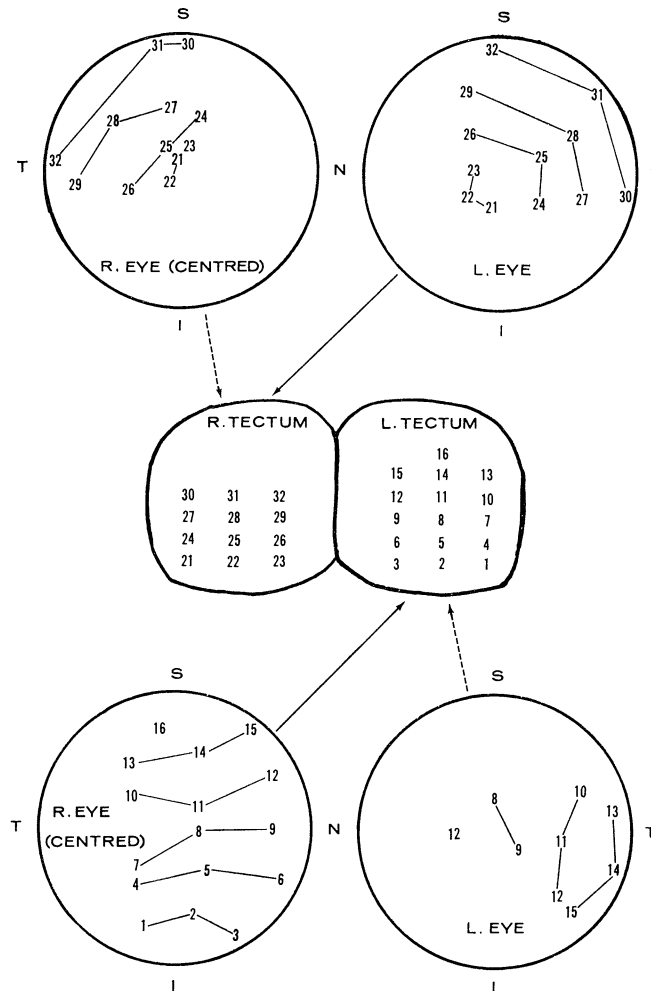 S
S
31 30
32
29
31
27
28
24
26
28
25
23
25
T
32
21
N
23
29
26
22
22
21
24
27
30
R. EYE (CENTRED)
L. EYE
I
I
R. TECTUM
L. TECTUM
16
15 14 13
30 31 32
12 11 10
27 28 29
9 8 7
24 25 26
6 5 4
21 22 23
3 2 1
S
S
16
15
14
13
12
10
11
8
10
13
R. EYE
T
8
9
N
12
11
T
(CENTRED)
9
7
4
5
6
14
12
15
1
2
3
L. EYE
I
I